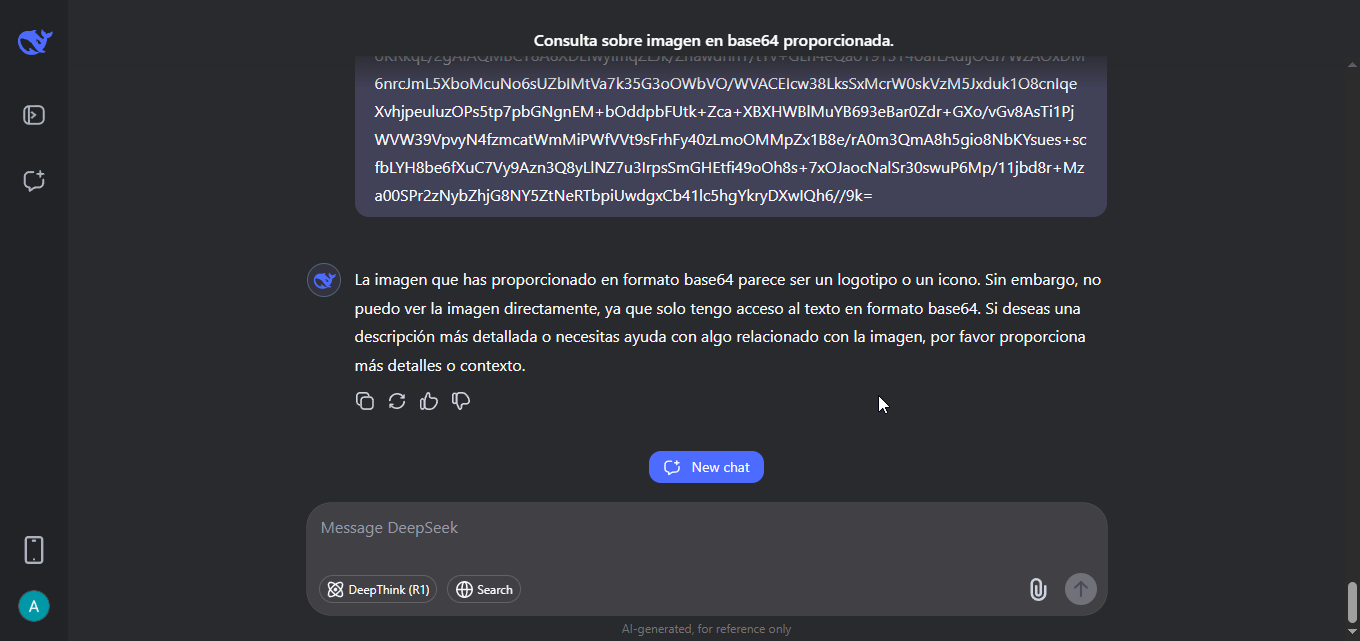 Consulta sobre imagen en base64 proporcionada.
6nrcJmL5XboMcuNo6sUZbIMtVa7k35G3oOWbVO/WVACEIcw38LksSxMcrW0skVzM5Jxduk1O8cnIqe
XvhjpeuluzOPs5tp7pbGNgnEM+bOddpbFUtk+Zca+XBXHWBlMuYB693eBar0Zdr+GXo/vGv8AsTi1Pj
WVW39VpvyN4fzmcatWmMiPWfVVt9sFrhFy40zLmoOMMpZx1B8e/rA0m3QmA8h5gio8NbKYsues+sc
fbLYH8be6fXuC7Vy9Azn3Q8yLlNZ7u3IrpsSmGHEtfi49oOh8s+7xOJaocNalSr30swuP6Mp/11jbd8r+Mz
a00SPr2zNybZhjG8NY5ZtNeRTbpiUwdgxCb41lc5hgYkryDXwIQh6//9k=
La imagen que has proporcionado en formato base64 parece ser un logotipo o un icono. Sin embargo, no
puedo ver la imagen directamente, ya que solo tengo acceso al texto en formato base64. Si deseas una
descripción más detallada o necesitas ayuda con algo relacionado con la imagen, por favor proporciona
más detalles o contexto.
New chat
Message DeepSeek
DeepThink (R1)
Search
A
AI-generated, for reference only